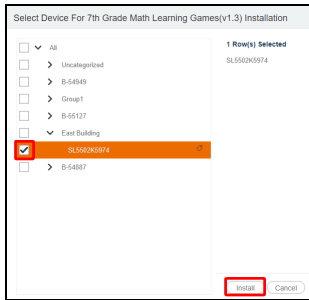 Select Device For 7th Grade Math Learning Games(v1.3) Installation
All
Uncategorized
B-54949
Group1
B-55127
East Building
SL5502K5974
B-54887
1 Row(s) Selected
SL5502K5974
Install
Cancel